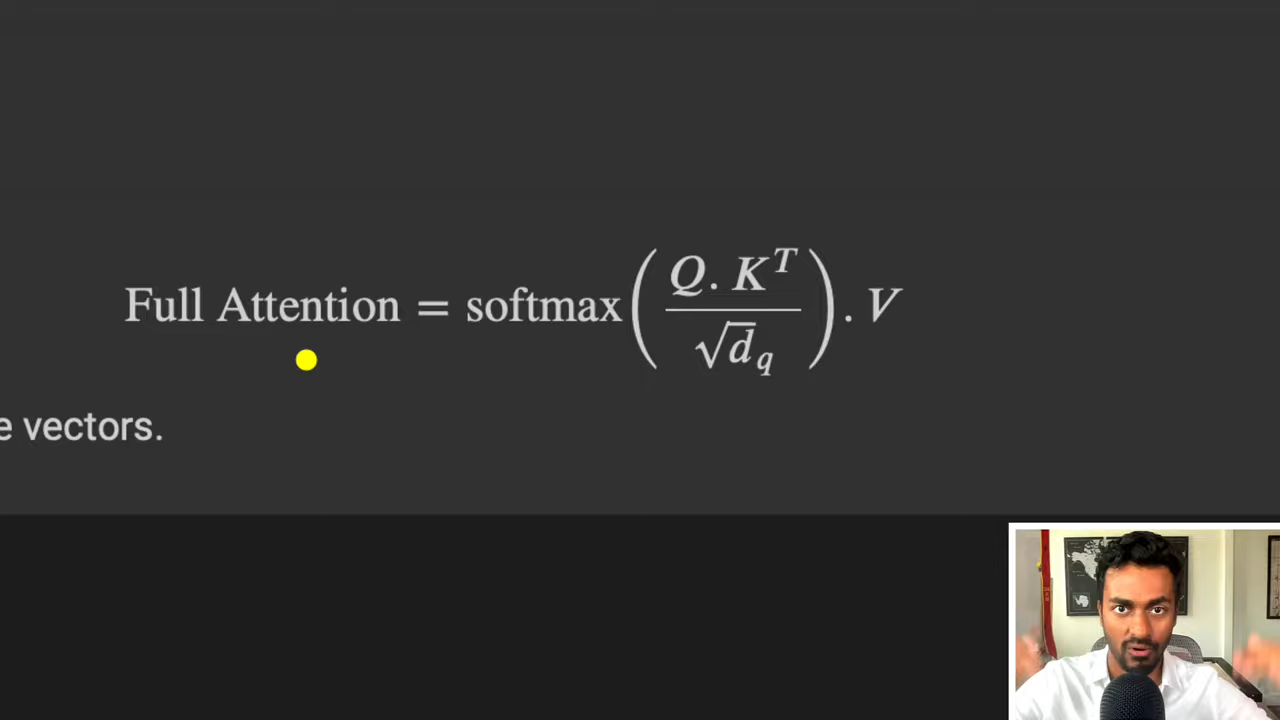 Full Attention = softmax(Q. K^T / √d_q) . V
e vectors.